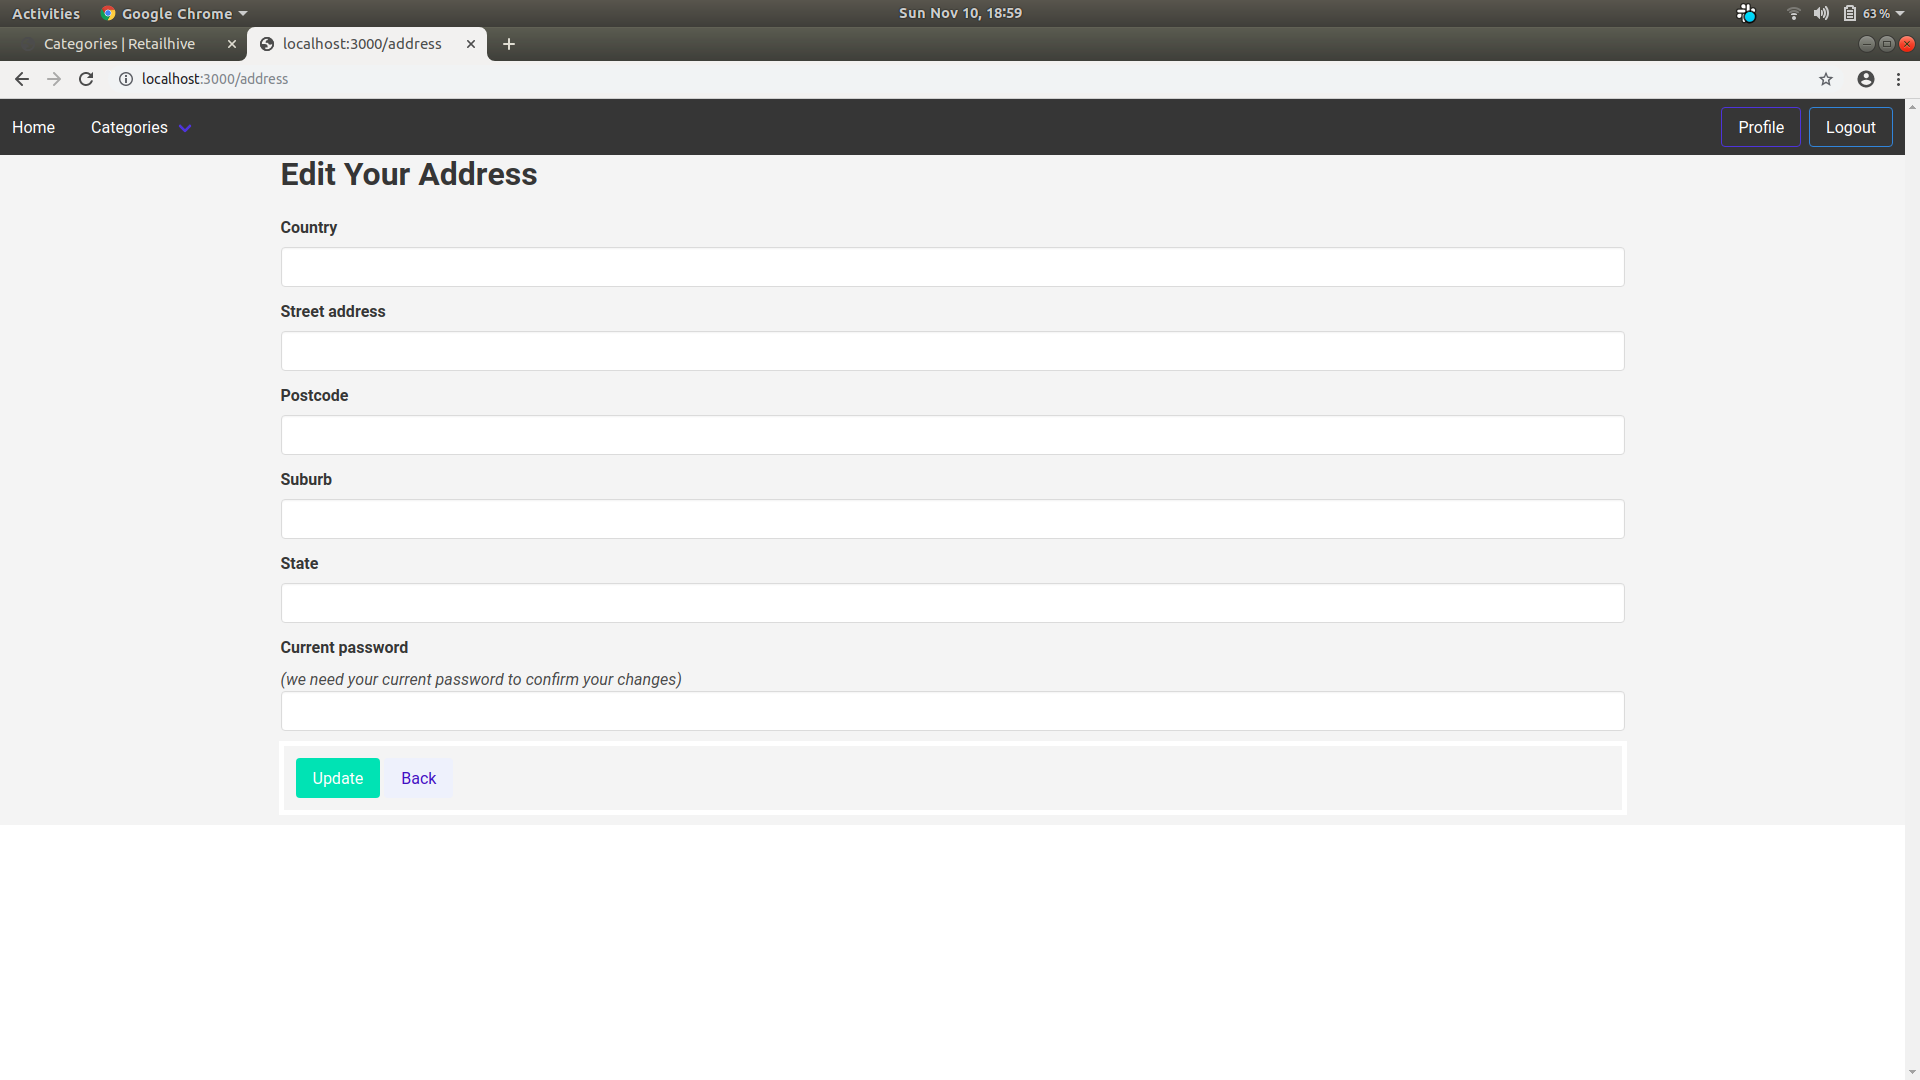 Activities Google Chrome Sun Nov 10, 18:59 63 %
Categories | Retailhive localhost:3000/address
localhost:3000/address
Home Categories Profile Logout
Edit Your Address
Country
Street address
Postcode
Suburb
State
Current password
(we need your current password to confirm your changes)
Update Back